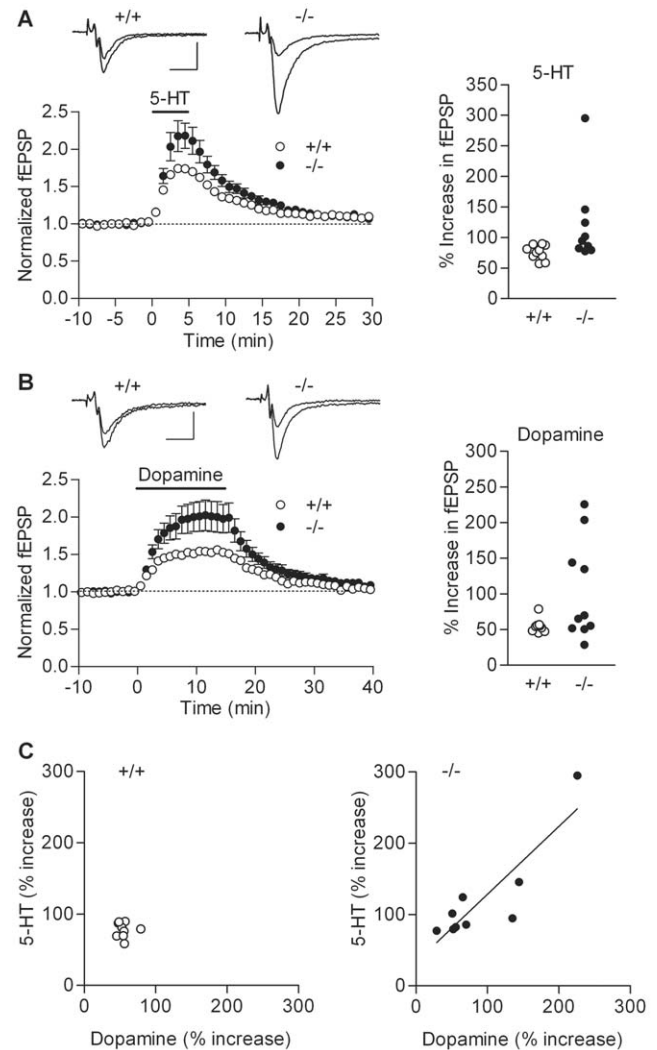 A
+/+
-/-
5-HT
+/+
-/-
Normalized fEPSP
2.5
2.0
1.5
1.0
0.5
0.0
-10 -5 0 5 10 15 20 25 30
Time (min)
5-HT
% Increase in fEPSP
350
300
250
200
150
100
50
0
+/+ -/-
B
+/+
-/-
Dopamine
+/+
-/-
Normalized fEPSP
2.5
2.0
1.5
1.0
0.5
0.0
-10 0 10 20 30 40
Time (min)
Dopamine
% Increase in fEPSP
300
250
200
150
100
50
0
+/+ -/-
C
+/+
5-HT (% increase)
300
200
100
0
0 100 200 300
Dopamine (% increase)
-/-
5-HT (% increase)
300
200
100
0
0 100 200 300
Dopamine (% increase)